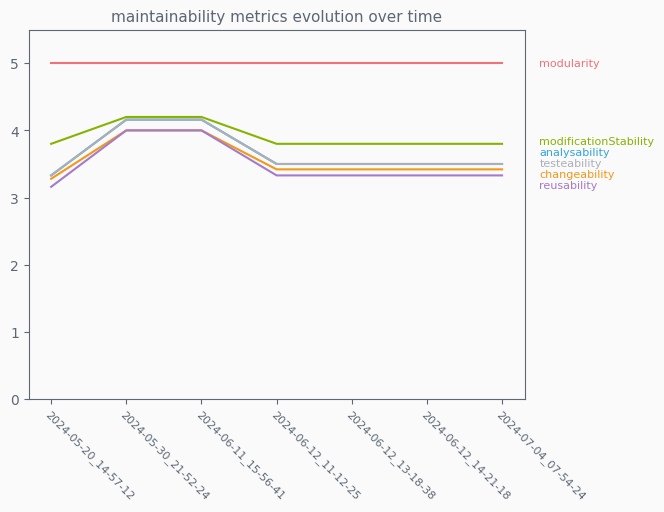 maintainability metrics evolution over time
5
4
3
2
1
0
modularity
modificationStability
analysability
testeability
changeability
reusability
2024-05-20_14-57-12
2024-05-30_21-52-24
2024-06-11_15-56-41
2024-06-12_11-12-25
2024-06-12_13-18-38
2024-06-12_14-21-18
2024-07-04_07-54-24